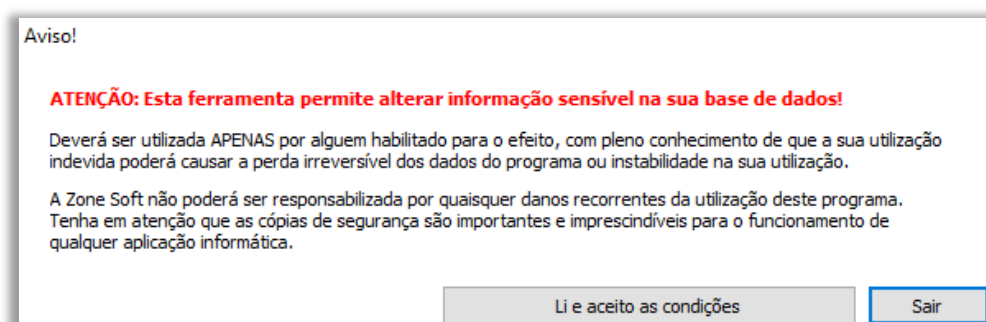 Aviso!
ATENÇÃO: Esta ferramenta permite alterar informação sensível na sua base de dados!
Deverá ser utilizada APENAS por alguem habilitado para o efeito, com pleno conhecimento de que a sua utilização
indevida poderá causar a perda irreversível dos dados do programa ou instabilidade na sua utilização.
A Zone Soft não poderá ser responsabilizada por quaisquer danos recorrentes da utilização deste programa.
Tenha em atenção que as cópias de segurança são importantes e imprescindíveis para o funcionamento de
qualquer aplicação informática.
Li e aceito as condições
Sair